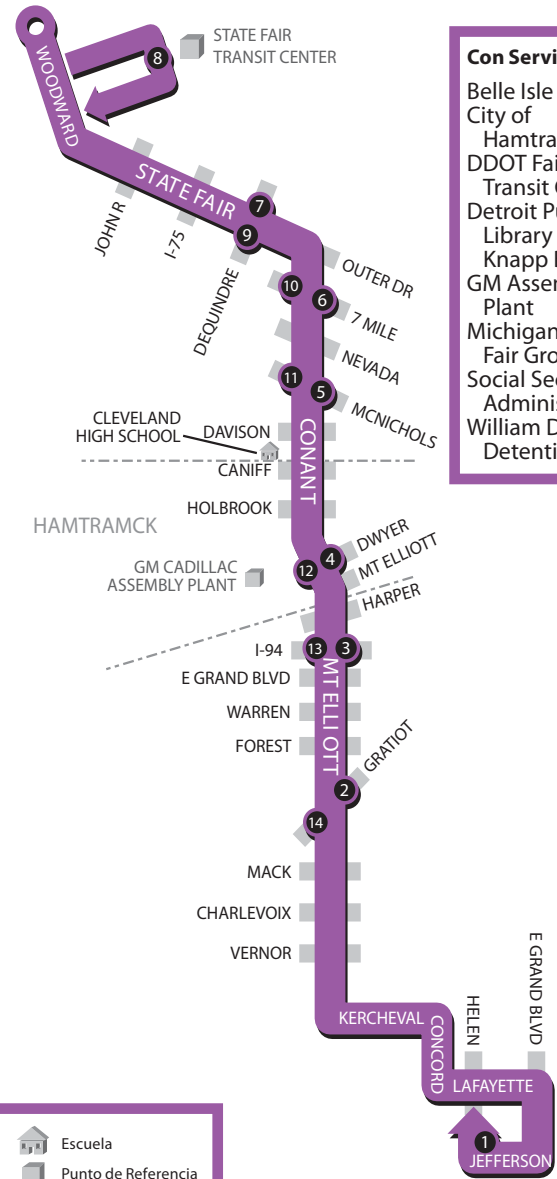 STATE FAIR
TRANSIT CENTER
WOODWARD
8
Con Servi
Belle Isle
City of
Hamtra
DDOT Fai
Transit
Detroit Pu
Library
Knapp
GM Assem
Plant
Michigan
Fair Gro
Social Sec
Adminis
William D
Detenti
STATE FAIR
JOHN R
I-75
7
9
DEQUINDRE
OUTER DR
10
6
7 MILE
NEVADA
11
5
MCNICHOLS
CLEVELAND
HIGH SCHOOL
DAVISON
CONANT
CANIFF
HOLBROOK
HAMTRAMCK
DWYER
4
MT ELLIOTT
GM CADILLAC
ASSEMBLY PLANT
12
HARPER
I-94
13
3
E GRAND BLVD
MT ELLIOTT
WARREN
FOREST
GRATIOT
2
14
MACK
CHARLEVOIX
VERNOR
E GRAND BLVD
HELEN
KERCHEVAL
CONCORD
LAFAYETTE
1
JEFFERSON
Escuela
Punto de Referencia